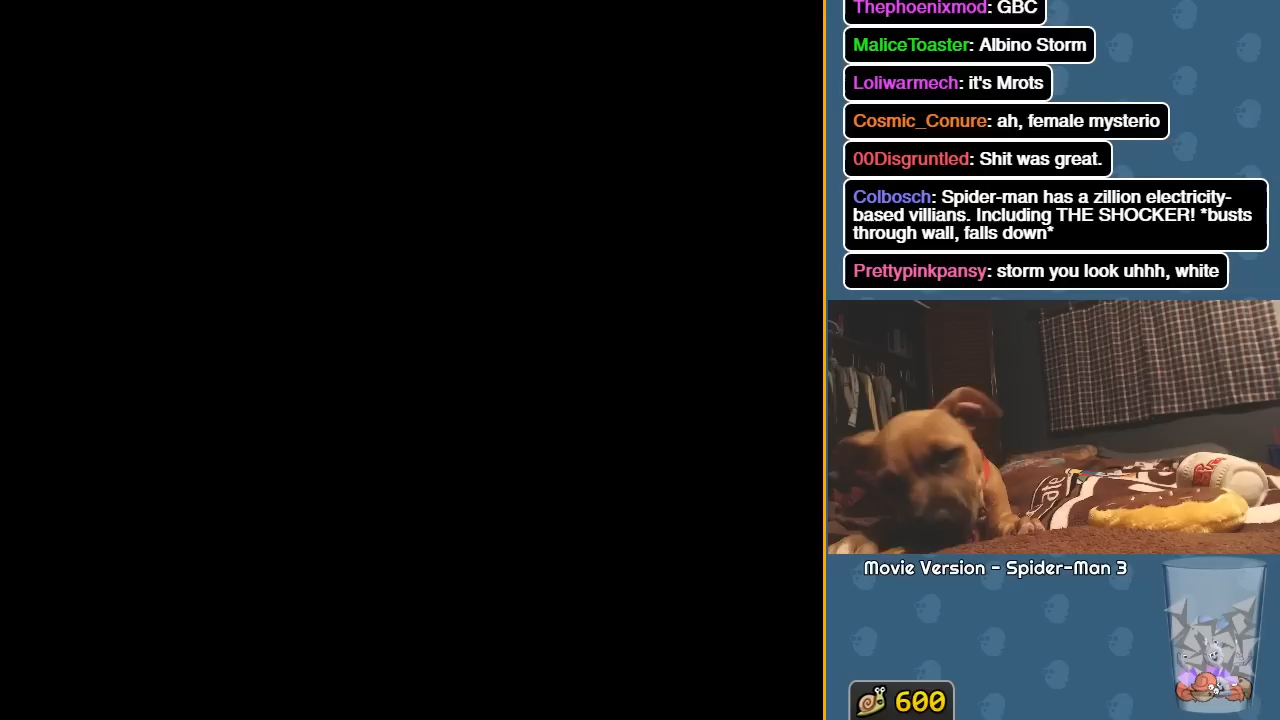 Thephoenixmod: GBC
MaliceToaster: Albino Storm
Loliwarmech: it's Mrots
Cosmic_Conure: ah, female mysterio
00Disgruntled: Shit was great.
Colbosch: Spider-man has a zillion electricity-
based villians. Including THE SHOCKER! *busts
through wall, falls down*
Prettypinkpansy: storm you look uhhh, white
Movie Version - Spider-Man 3
600